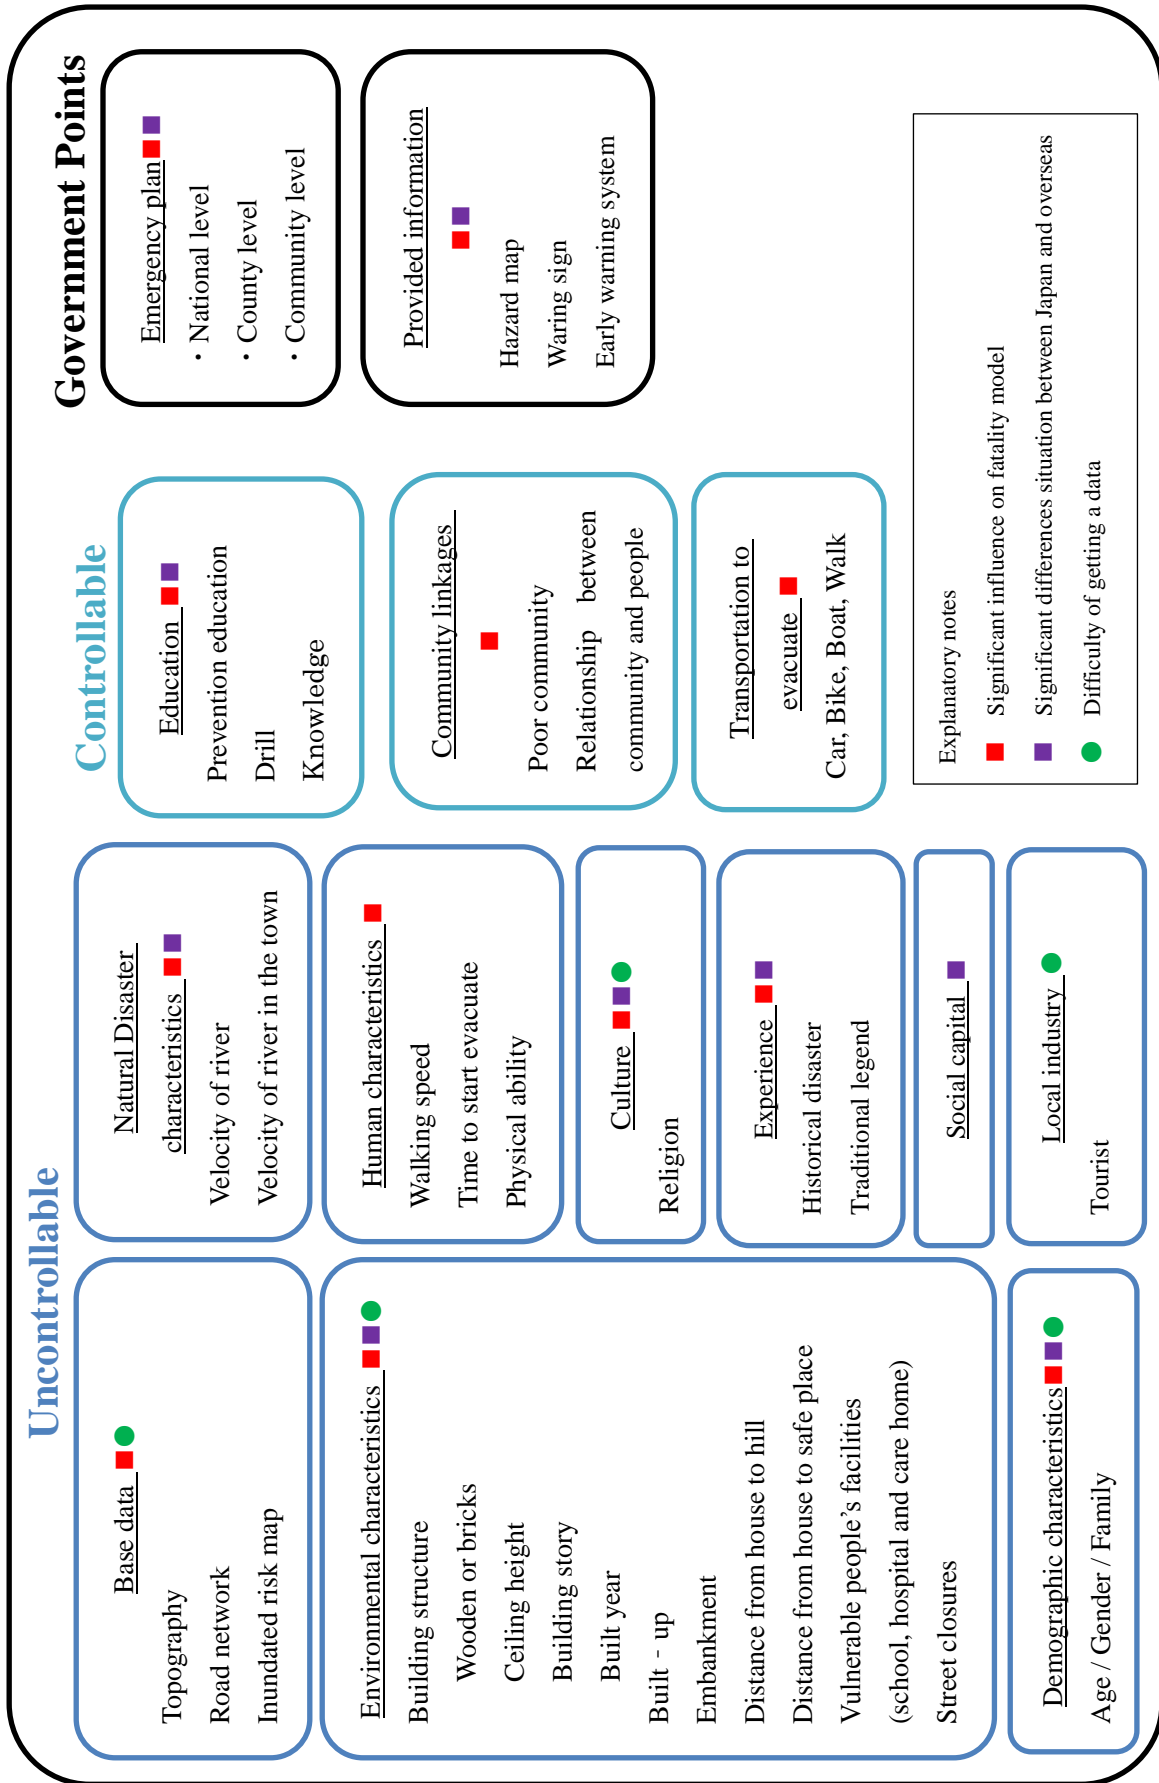 Uncontrollable
Base data
Topography
Road network
Inundated risk map
Environmental characteristics
Building structure
Wooden or bricks
Ceiling height
Building story
Built year
Built - up
Embankment
Distance from house to hill
Distance from house to safe place
Vulnerable people’s facilities
(school, hospital and care home)
Street closures
Demographic characteristics
Age / Gender / Family
Natural Disaster
characteristics
Velocity of river
Velocity of river in the town
Human characteristics
Walking speed
Time to start evacuate
Physical ability
Culture
Religion
Experience
Historical disaster
Traditional legend
Social capital
Local industry
Tourist
Controllable
Education
Prevention education
Drill
Knowledge
Community linkages
Poor community
Relationship between
community and people
Transportation to
evacuate
Car, Bike, Boat, Walk
Government Points
Emergency plan
・National level
・County level
・Community level
Provided information
Hazard map
Waring sign
Early warning system
Explanatory notes
Significant influence on fatality model
Significant differences situation between Japan and overseas
Difficulty of getting a data